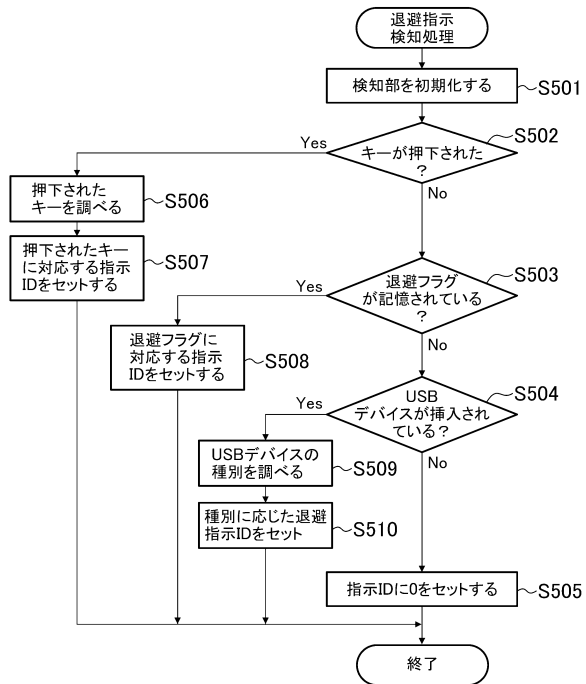 退避指示
検知処理
検知部を初期化する
S501
キーが押下された
?
S502
Yes
No
押下された
キーを調べる
S506
押下されたキー
に対応する指示
IDをセットする
S507
退避フラグ
が記憶されている
?
S503
Yes
No
退避フラグに
対応する指示
IDをセットする
S508
USB
デバイスが挿入され
ている?
S504
Yes
No
USBデバイスの
種別を調べる
S509
種別に応じた退避
指示IDをセット
S510
指示IDに0をセットする
S505
終了